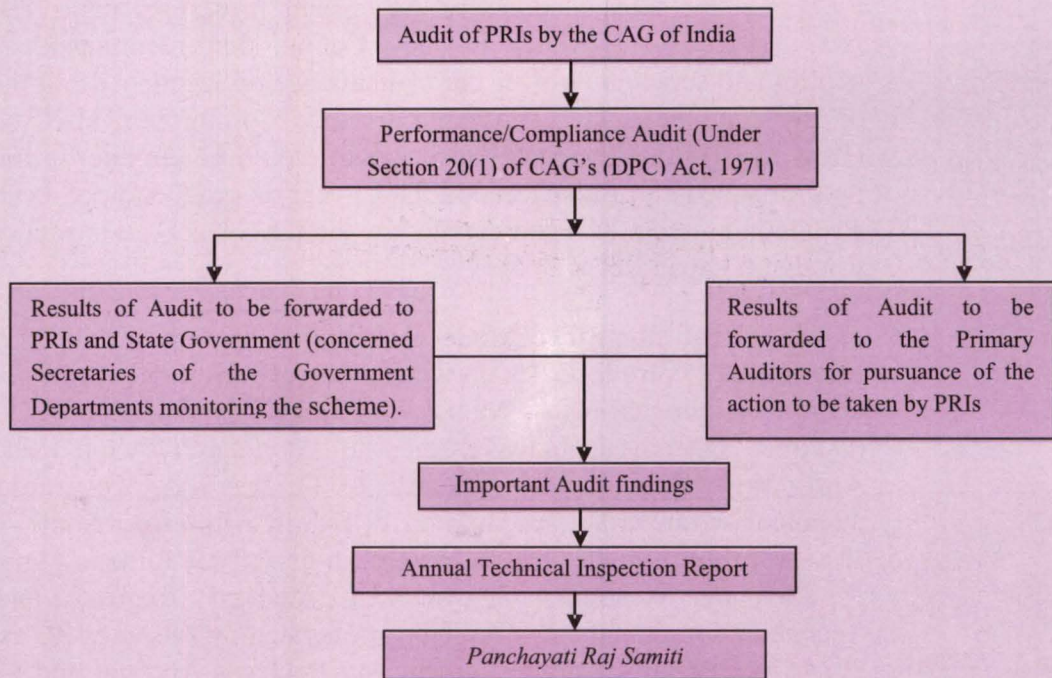 Audit of PRIs by the CAG of India
Performance/Compliance Audit (Under
Section 20(1) of CAG's (DPC) Act, 1971)
Results of Audit to be forwarded to
PRIs and State Government (concerned
Secretaries of the Government
Departments monitoring the scheme).
Results of Audit to be
forwarded to the Primary
Auditors for pursuance of the
action to be taken by PRIs
Important Audit findings
Annual Technical Inspection Report
Panchayati Raj Samiti